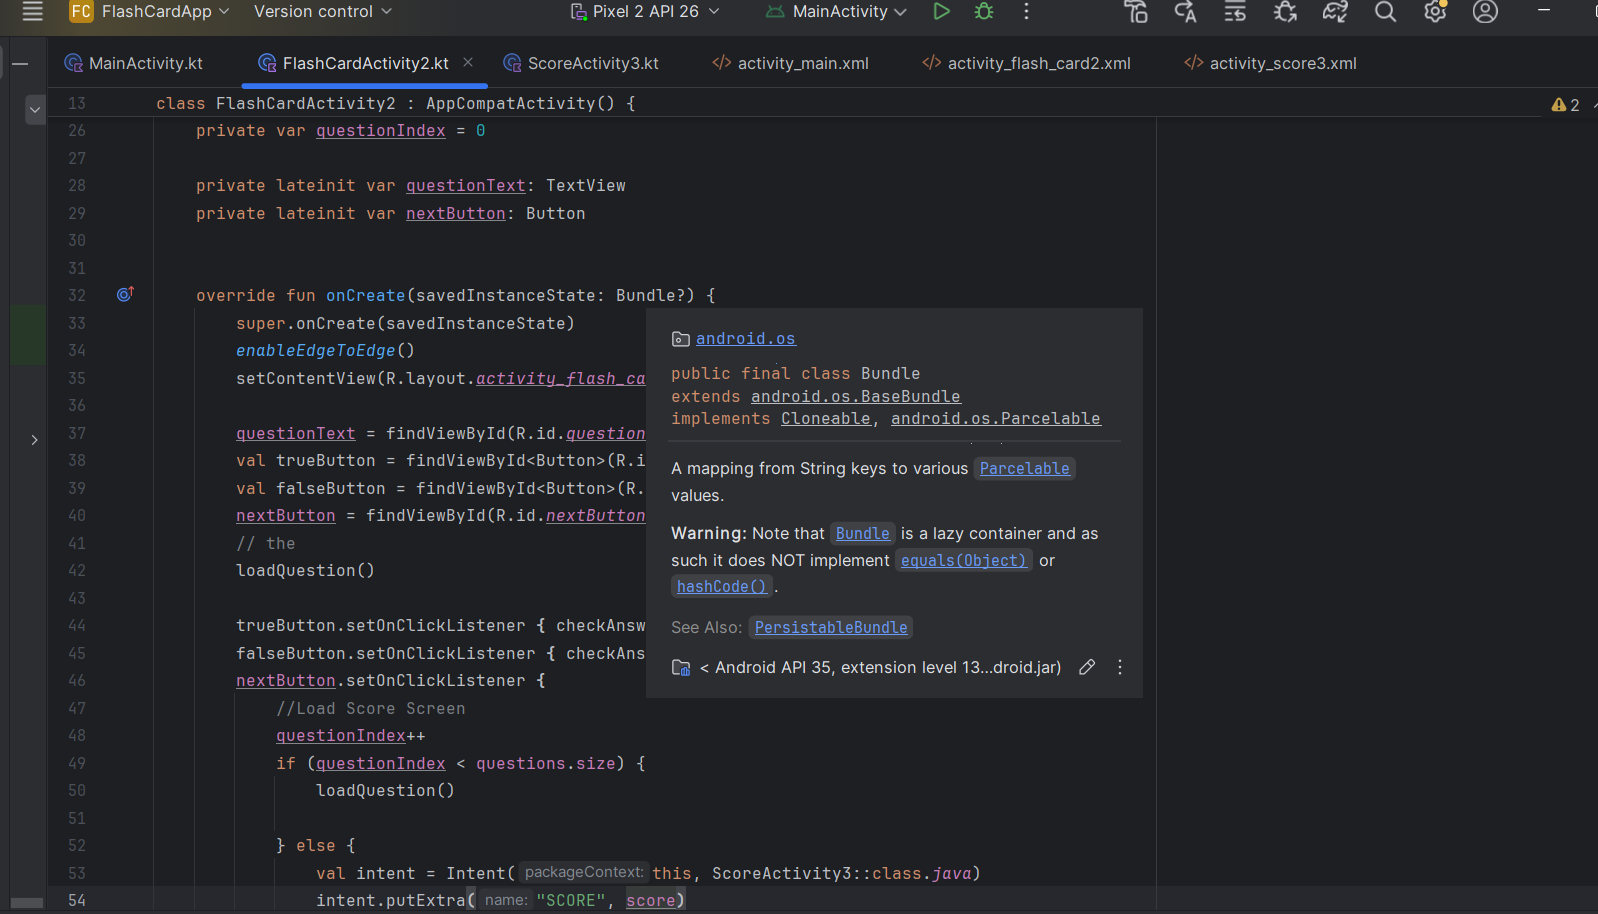 FC FlashCardApp Version control Pixel 2 API 26 MainActivity
MainActivity.kt FlashCardActivity2.kt ScoreActivity3.kt activity_main.xml activity_flash_card2.xml activity_score3.xml
13 class FlashCardActivity2 : AppCompatActivity() { 2
26 private var questionIndex = 0
27
28 private lateinit var questionText: TextView
29 private lateinit var nextButton: Button
30
31
32 override fun onCreate(savedInstanceState: Bundle?) {
33 super.onCreate(savedInstanceState)
34 enableEdgeToEdge()
35 setContentView(R.layout.activity_flash_ca
36
37 questionText = findViewById(R.id.question
38 val trueButton = findViewById<Button>(R.i
39 val falseButton = findViewById<Button>(R.
40 nextButton = findViewById(R.id.nextButton
41 // the
42 loadQuestion()
43
44 trueButton.setOnClickListener { checkAnsw
45 falseButton.setOnClickListener { checkAns
46 nextButton.setOnClickListener {
47 //Load Score Screen
48 questionIndex++
49 if (questionIndex < questions.size) {
50 loadQuestion()
51
52 } else {
53 val intent = Intent( packageContext: this, ScoreActivity3::class.java)
54 intent.putExtra( name: "SCORE", score)
android.os
public final class Bundle
extends android.os.BaseBundle
implements Cloneable, android.os.Parcelable
A mapping from String keys to various Parcelable
values.
Warning: Note that Bundle is a lazy container and as
such it does NOT implement equals(Object) or
hashCode().
See Also: PersistableBundle
< Android API 35, extension level 13...droid.jar)